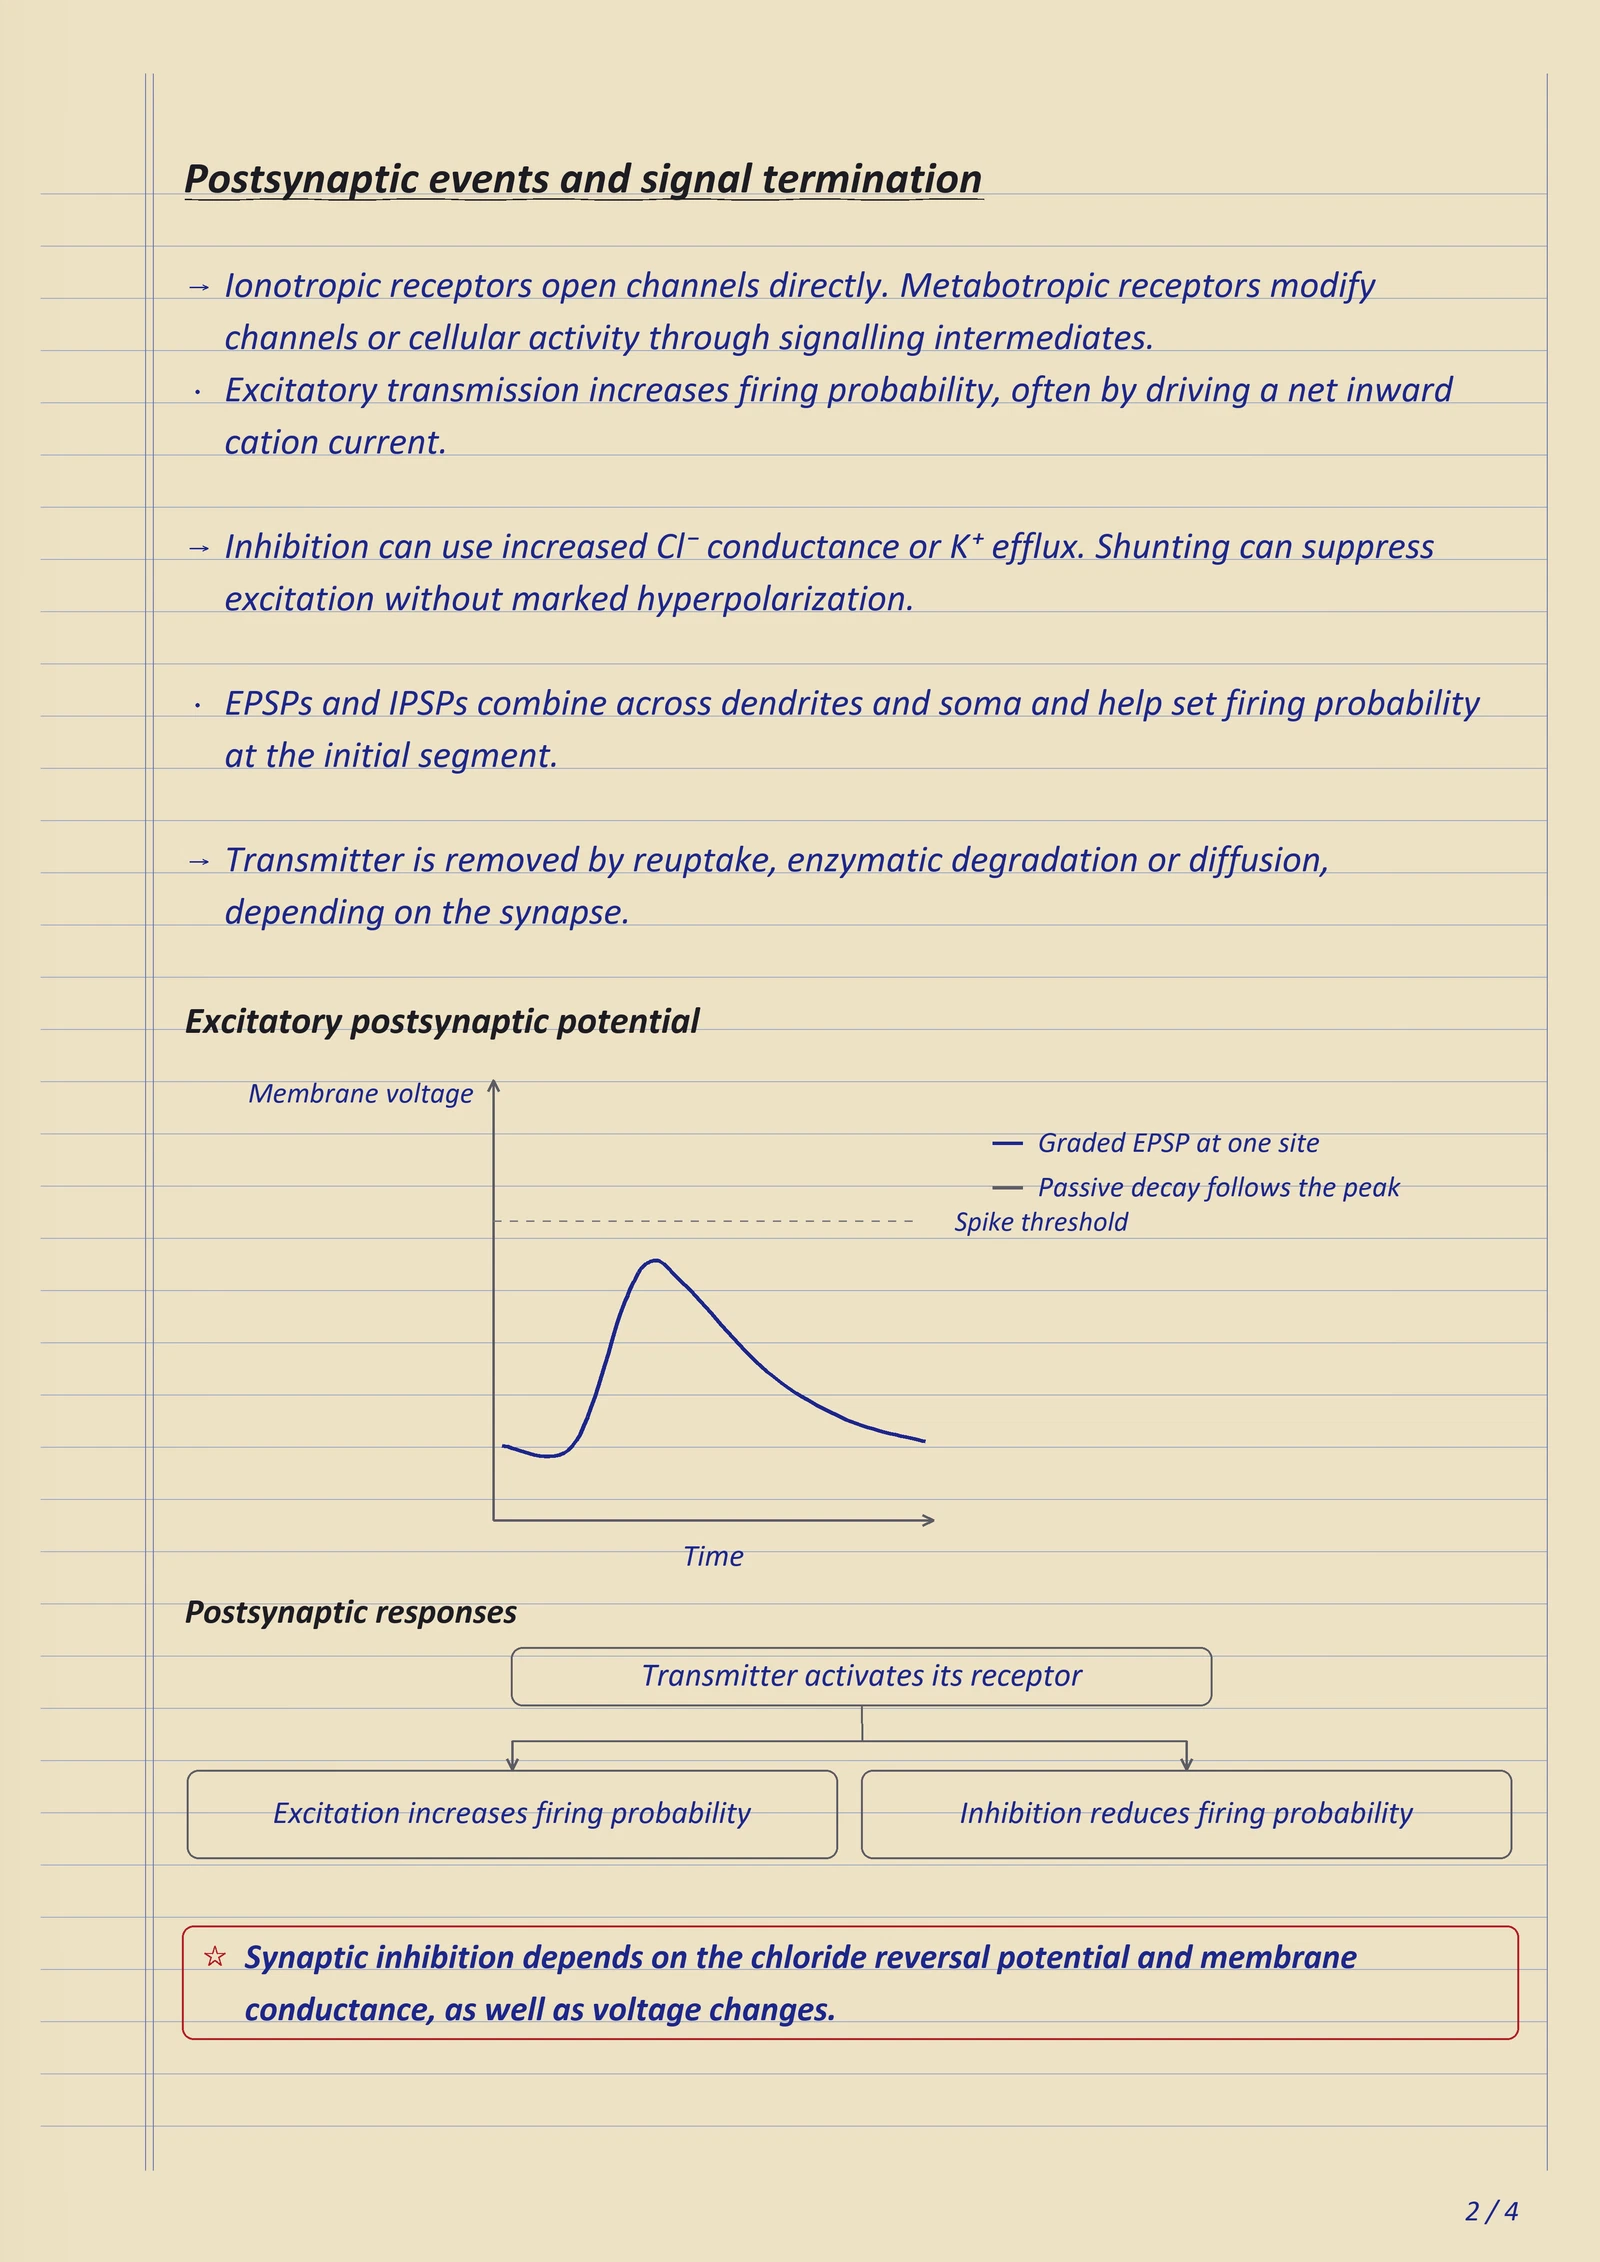 Postsynaptic events and signal termination
→ Ionotropic receptors open channels directly. Metabotropic receptors modify
channels or cellular activity through signalling intermediates.
· Excitatory transmission increases firing probability, often by driving a net inward
cation current.
→ Inhibition can use increased Cl⁻ conductance or K⁺ efflux. Shunting can suppress
excitation without marked hyperpolarization.
· EPSPs and IPSPs combine across dendrites and soma and help set firing probability
at the initial segment.
→ Transmitter is removed by reuptake, enzymatic degradation or diffusion,
depending on the synapse.
Excitatory postsynaptic potential
Membrane voltage
Graded EPSP at one site
Passive decay follows the peak
Spike threshold
Time
Postsynaptic responses
Transmitter activates its receptor
Excitation increases firing probability
Inhibition reduces firing probability
☆ Synaptic inhibition depends on the chloride reversal potential and membrane
conductance, as well as voltage changes.
2 / 4